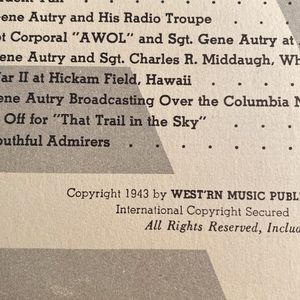 Gene Autry and His Radio Troupe
ot Corporal "AWOL" and Sgt. Gene Autry at
ene Autry and Sgt. Charles R. Middaugh, Wh
ar II at Hickam Field, Hawaii . . . . . . .
ene Autry Broadcasting Over the Columbia N
Off for "That Trail in the Sky" . . . . . .
outhful Admirers . . . . . . . . . .
Copyright 1943 by WEST'RN MUSIC PUBL
International Copyright Secured
All Rights Reserved, Includ